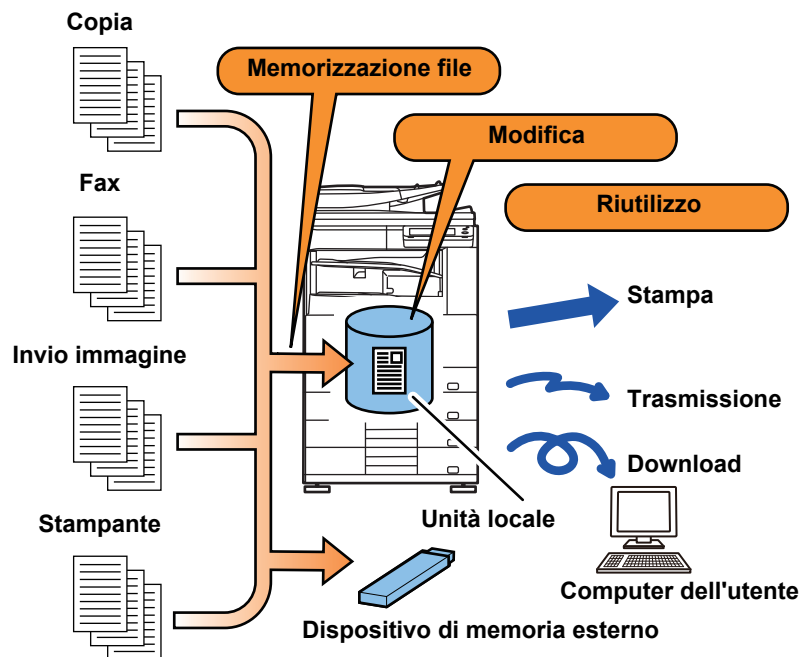 Copia
Memorizzazione file
Modifica
Fax
Riutilizzo
Stampa
Invio immagine
Trasmissione
Download
Stampante
Unità locale
Computer dell'utente
Dispositivo di memoria esterno